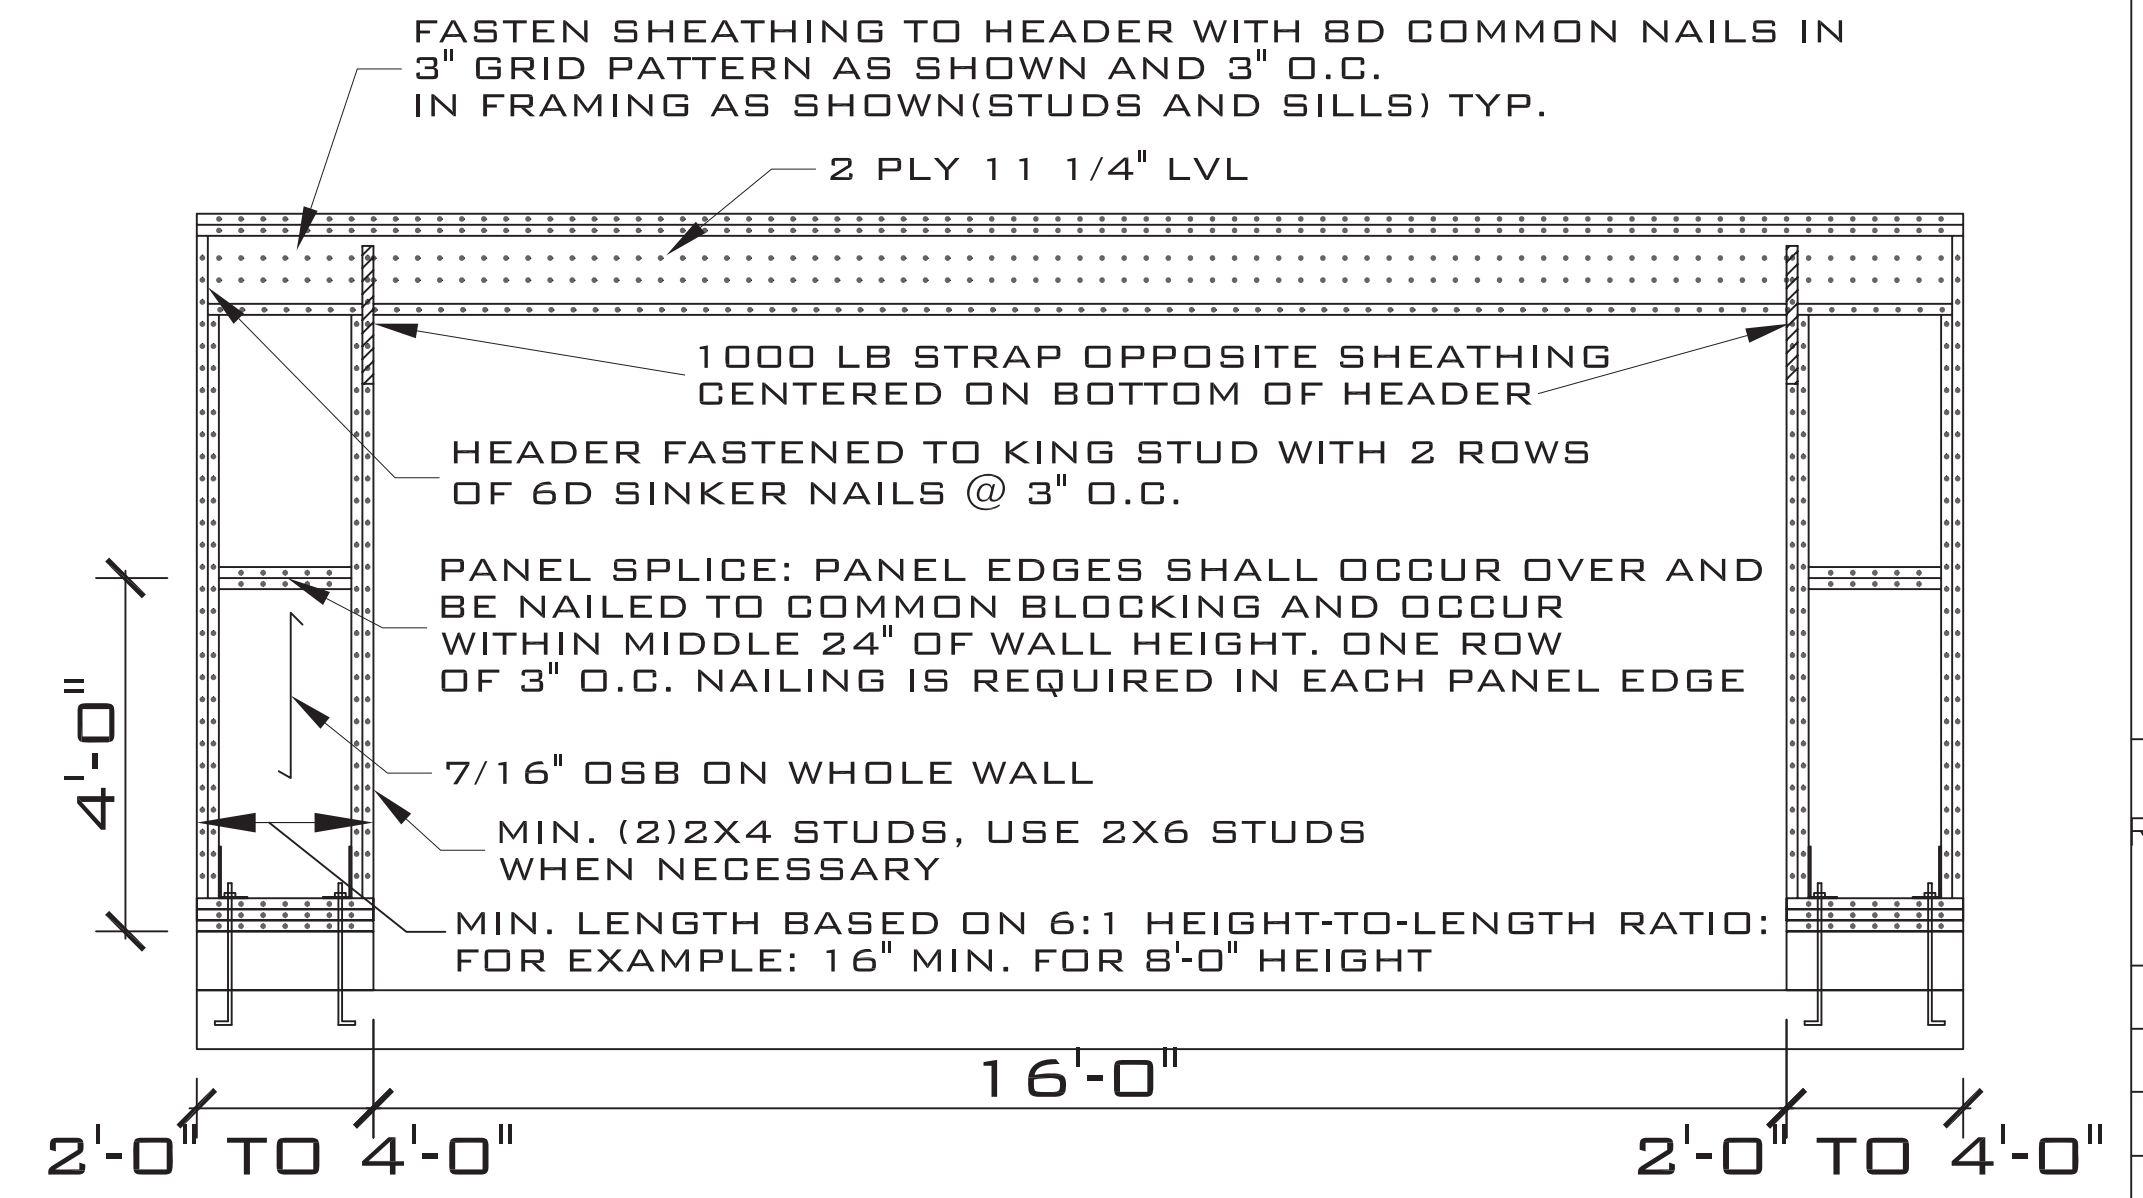 FASTEN SHEATHING TO HEADER WITH 8D COMMON NAILS IN
3" GRID PATTERN AS SHOWN AND 3" O.C.
IN FRAMING AS SHOWN(STUDS AND SILLS) TYP.
2 PLY 11 1/4" LVL
1000 LB STRAP OPPOSITE SHEATHING
CENTERED ON BOTTOM OF HEADER
HEADER FASTENED TO KING STUD WITH 2 ROWS
OF 6D SINKER NAILS @ 3" O.C.
PANEL SPLICE: PANEL EDGES SHALL OCCUR OVER AND
BE NAILED TO COMMON BLOCKING AND OCCUR
WITHIN MIDDLE 24" OF WALL HEIGHT. ONE ROW
OF 3" O.C. NAILING IS REQUIRED IN EACH PANEL EDGE
4'-0"
7/16" OSB ON WHOLE WALL
MIN. (2)2X4 STUDS, USE 2X6 STUDS
WHEN NECESSARY
MIN. LENGTH BASED ON 6:1 HEIGHT-TO-LENGTH RATIO:
FOR EXAMPLE: 16" MIN. FOR 8'-0" HEIGHT
16'-0"
2'-0" TO 4'-0"
2'-0" TO 4'-0"